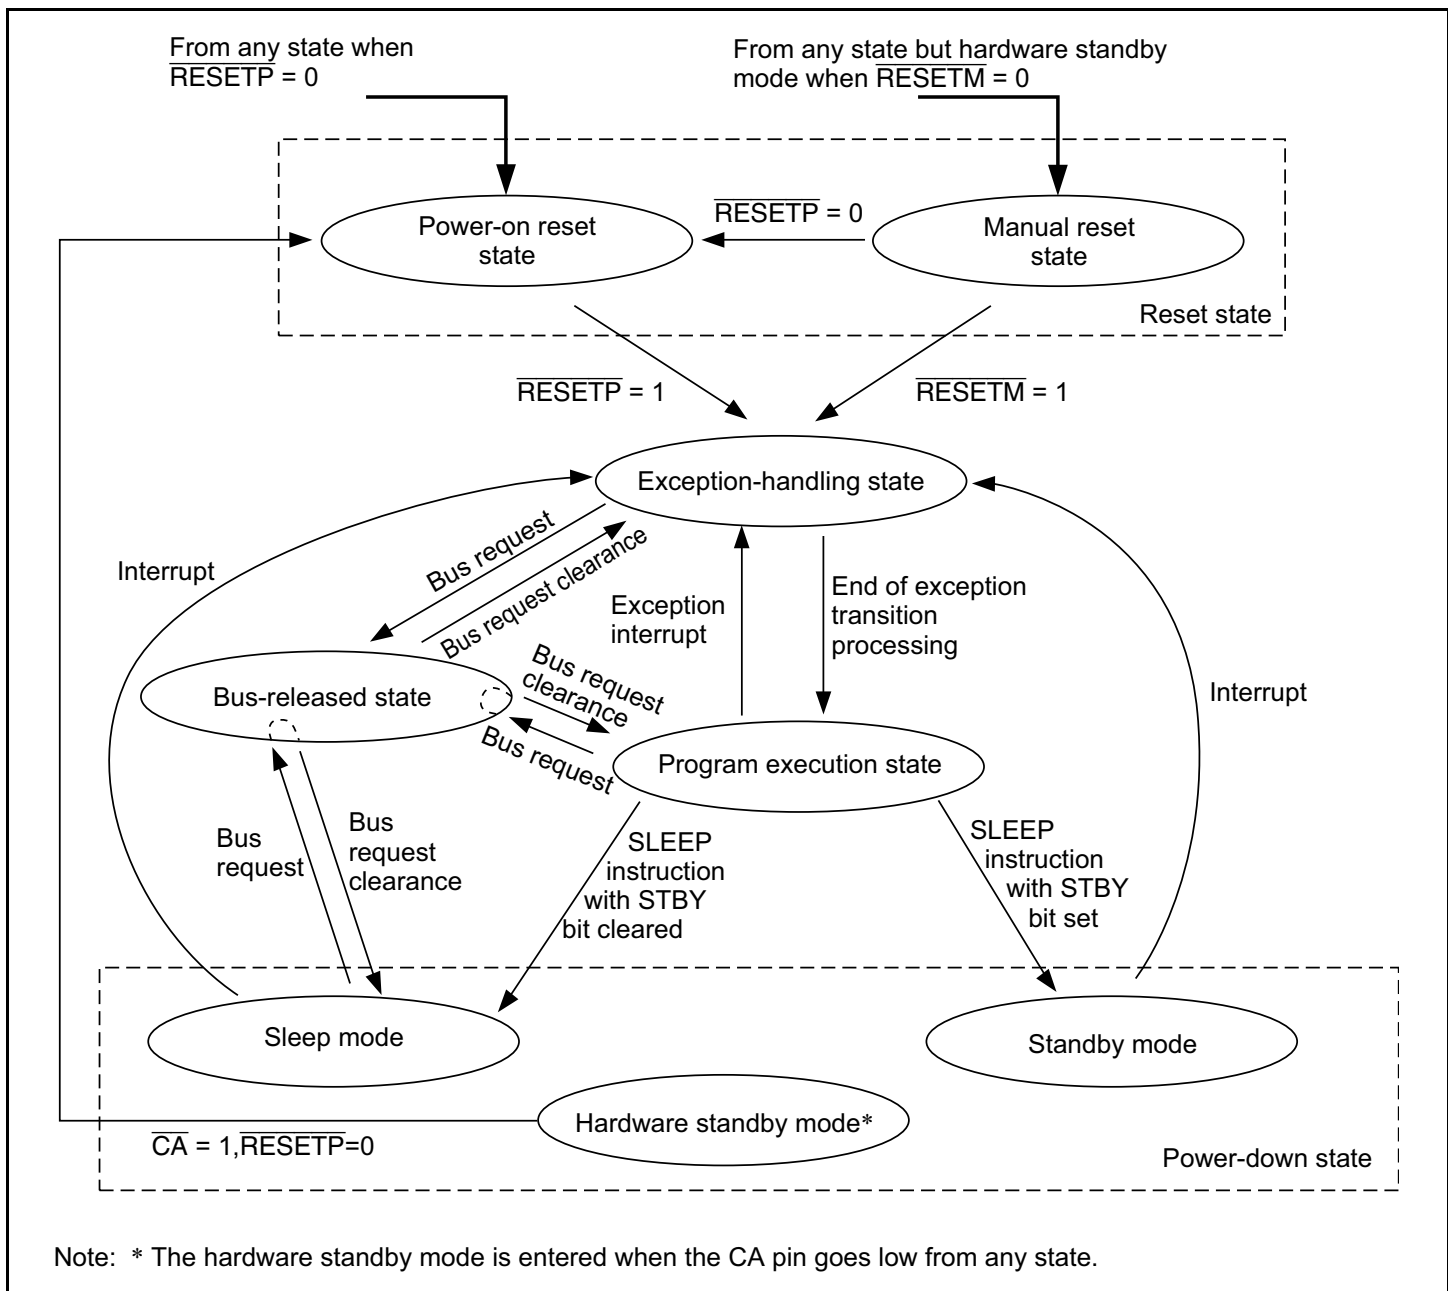 From any state when
RESETP = 0
From any state but hardware standby
mode when RESETM = 0
Power-on reset
state
RESETP = 0
Manual reset
state
Reset state
RESETP = 1
RESETM = 1
Exception-handling state
Interrupt
Bus request
Bus request clearance
Exception
interrupt
End of exception
transition
processing
Bus-released state
Bus request
clearance
Bus request
Program execution state
Interrupt
Bus
request
Bus
request
clearance
SLEEP
instruction
with STBY
bit cleared
SLEEP
instruction
with STBY
bit set
Sleep mode
Standby mode
Hardware standby mode*
CA = 1,RESETP=0
Power-down state
Note: * The hardware standby mode is entered when the CA pin goes low from any state.